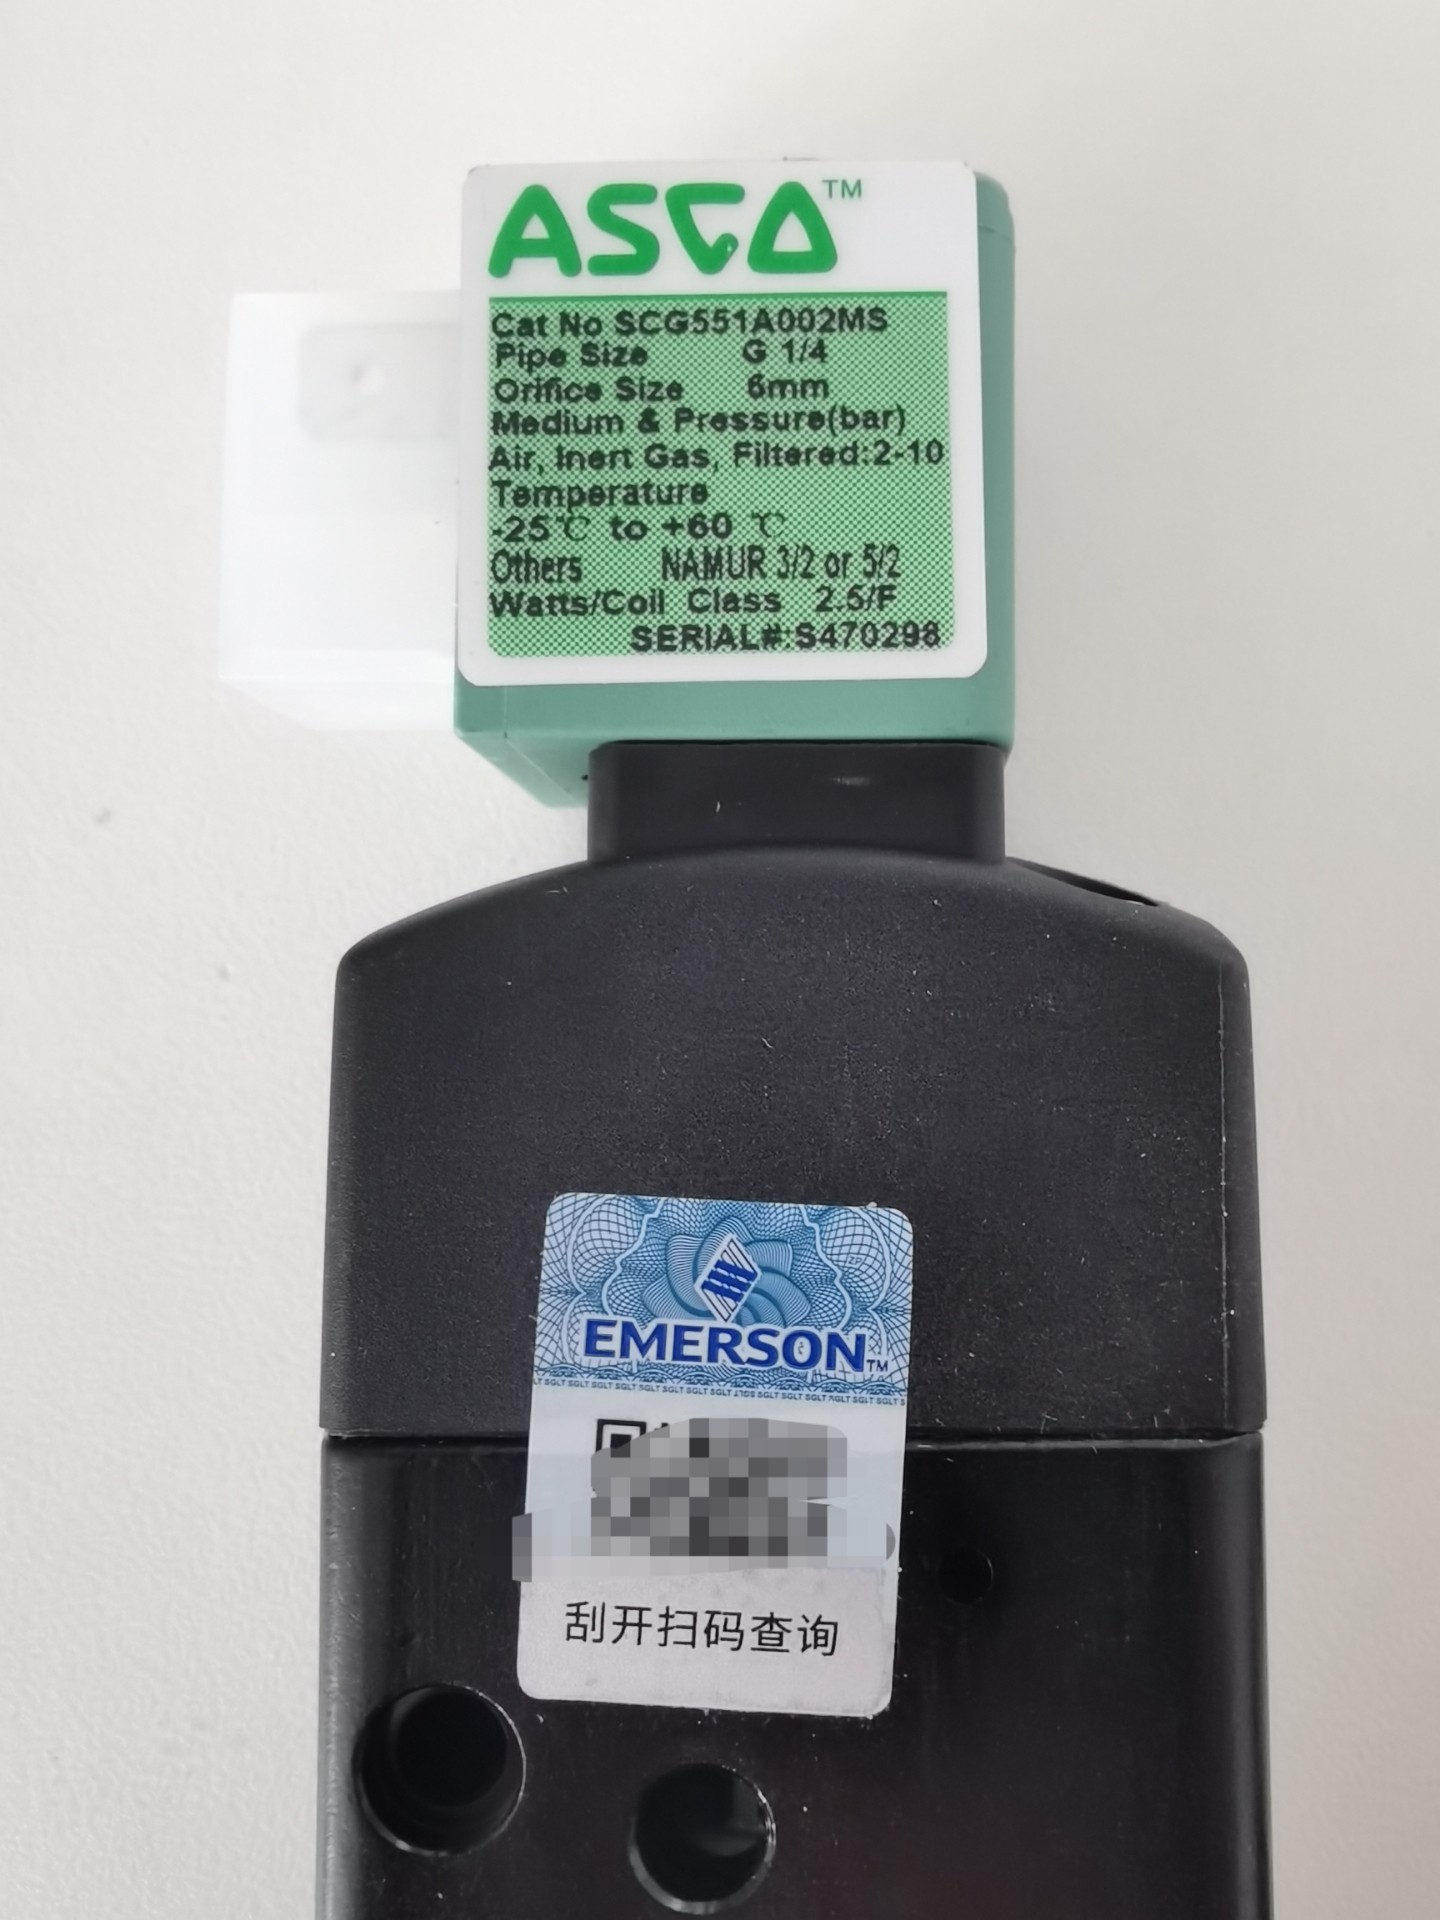 ASCO™
Cat No SCG551A002MS
Pipe Size G 1/4
Orifice Size 6mm
Medium & Pressure(bar)
Air, Inert Gas, Filtered:2-10
Temperature
-25℃ to +60 ℃
Others NAMUR 3/2 or 5/2
Watts/Coil Class 2.5/F
SERIAL#:S470298
EMERSON™
刮开扫码查询